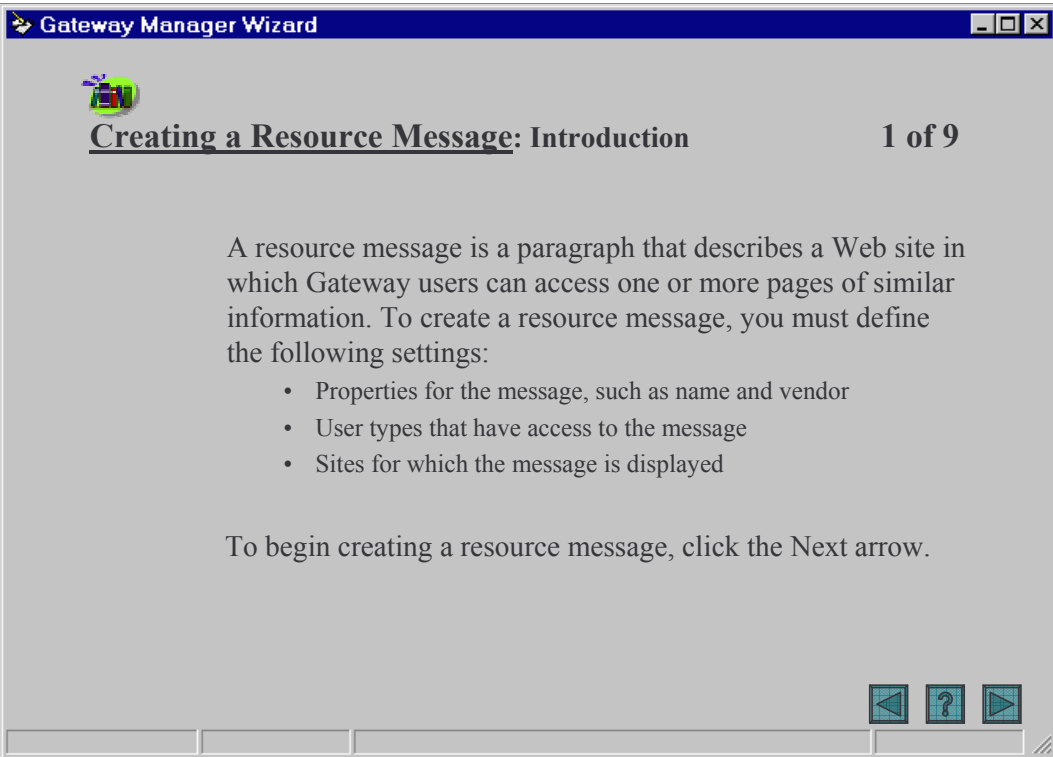 Gateway Manager Wizard
Creating a Resource Message: Introduction 1 of 9
A resource message is a paragraph that describes a Web site in
which Gateway users can access one or more pages of similar
information. To create a resource message, you must define
the following settings:
• Properties for the message, such as name and vendor
• User types that have access to the message
• Sites for which the message is displayed
To begin creating a resource message, click the Next arrow.
?